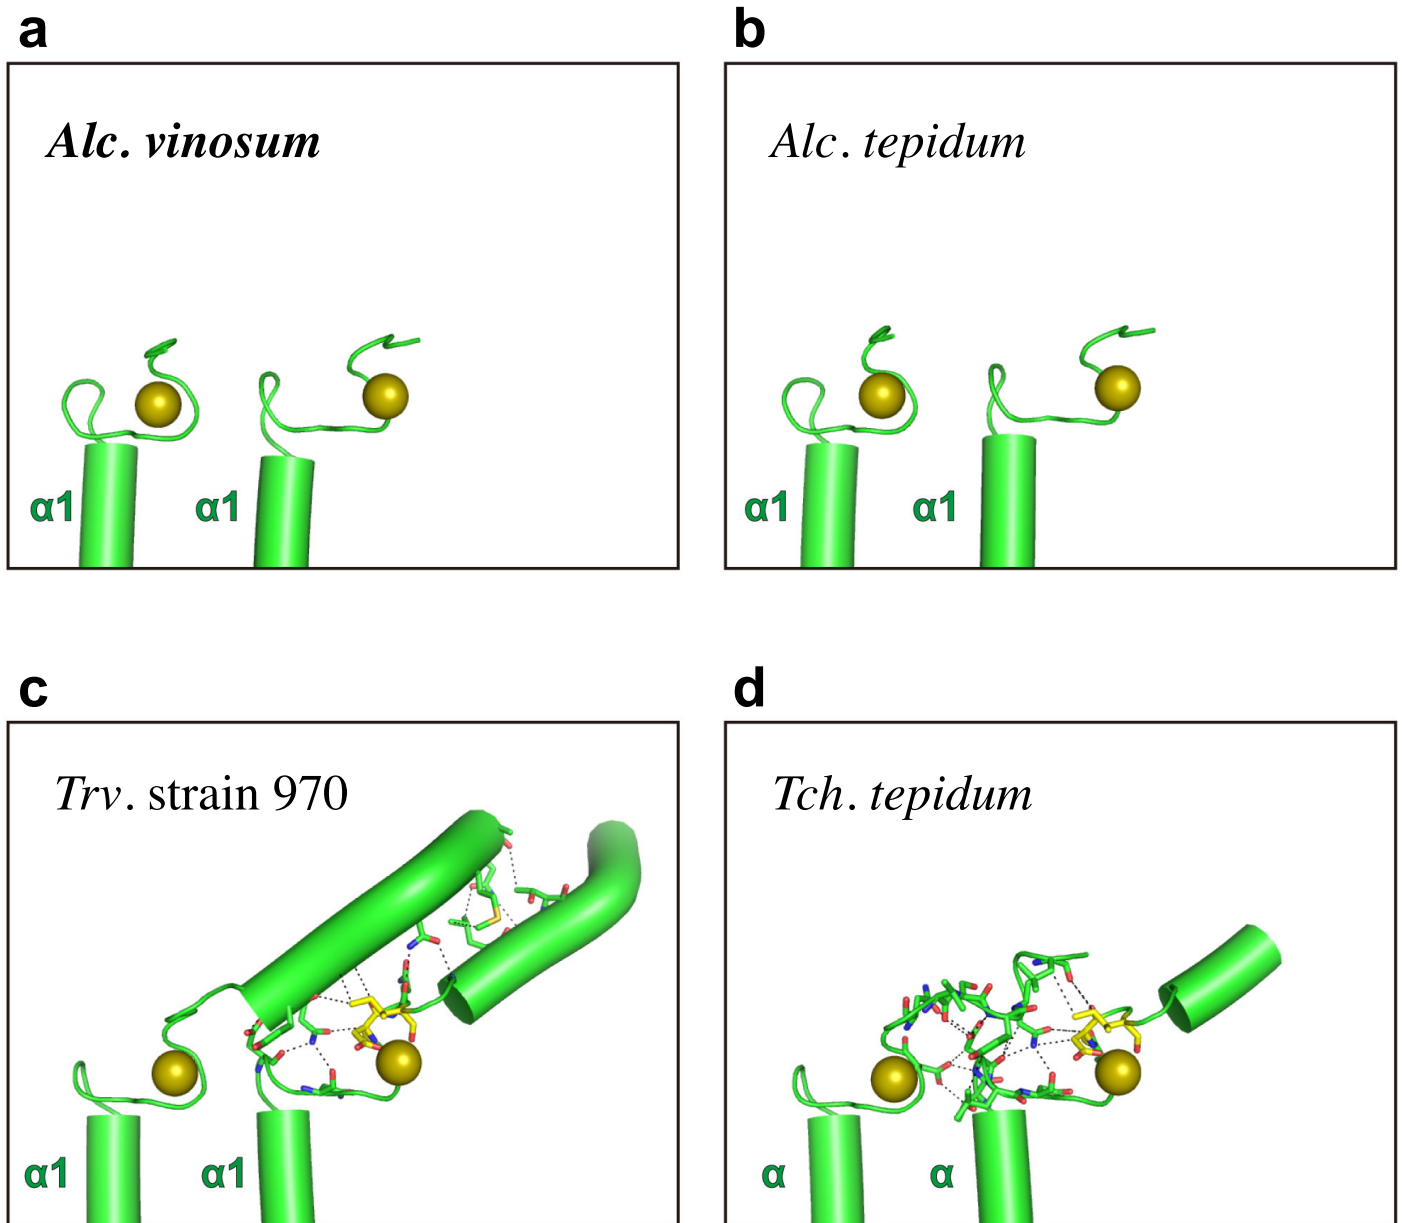 a
b
Alc. vinosum
Alc. tepidum
α1
α1
α1
α1
c
d
Trv. strain 970
Tch. tepidum
α1
α1
α
α